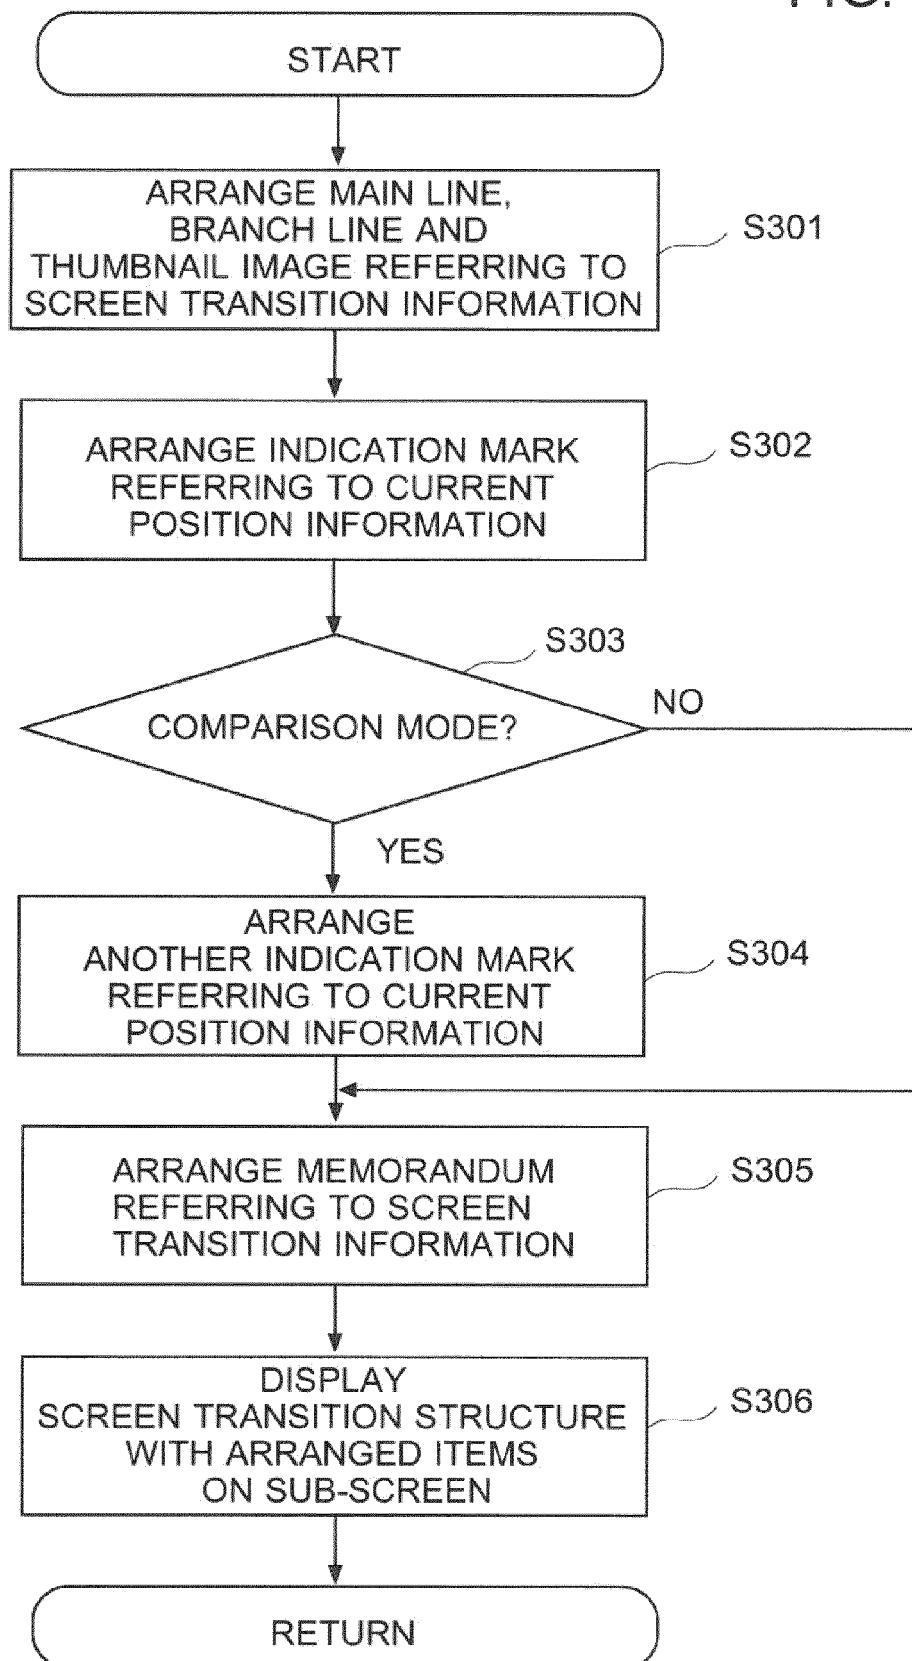 FIG.
START
ARRANGE MAIN LINE,
BRANCH LINE AND
THUMBNAIL IMAGE REFERRING TO
SCREEN TRANSITION INFORMATION
S301
ARRANGE INDICATION MARK
REFERRING TO CURRENT
POSITION INFORMATION
S302
S303
COMPARISON MODE?
NO
YES
ARRANGE
ANOTHER INDICATION MARK
REFERRING TO CURRENT
POSITION INFORMATION
S304
ARRANGE MEMORANDUM
REFERRING TO SCREEN
TRANSITION INFORMATION
S305
DISPLAY
SCREEN TRANSITION STRUCTURE
WITH ARRANGED ITEMS
ON SUB-SCREEN
S306
RETURN